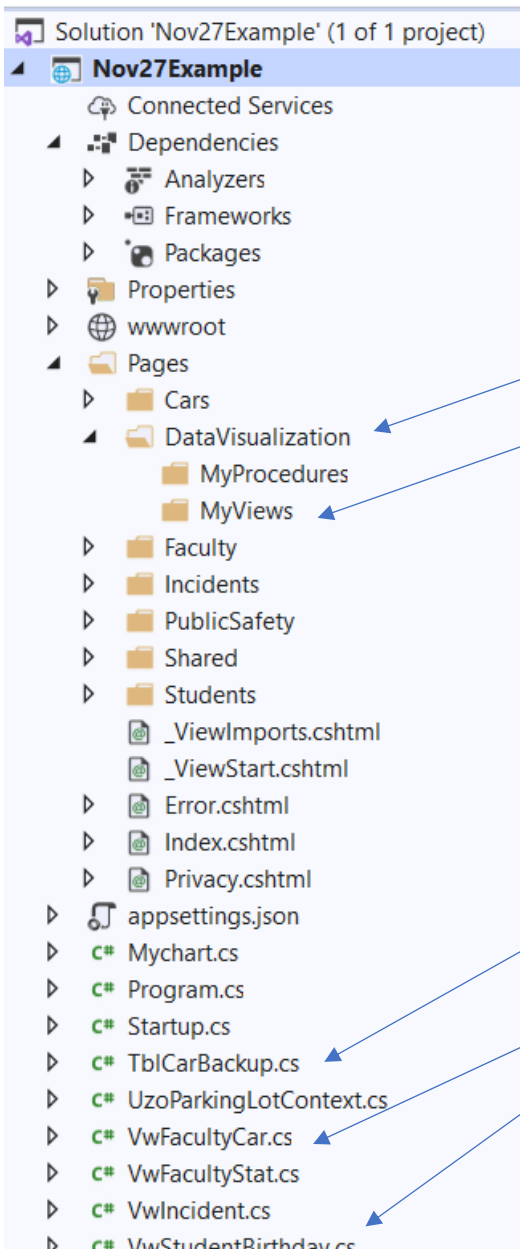 Solution 'Nov27Example' (1 of 1 project)
Nov27Example
Connected Services
Dependencies
Analyzers
Frameworks
Packages
Properties
wwwroot
Pages
Cars
DataVisualization
MyProcedures
MyViews
Faculty
Incidents
PublicSafety
Shared
Students
_ViewImports.cshtml
_ViewStart.cshtml
Error.cshtml
Index.cshtml
Privacy.cshtml
appsettings.json
C# Mychart.cs
C# Program.cs
C# Startup.cs
C# TblCarBackup.cs
C# UzoParkingLotContext.cs
C# VwFacultyCar.cs
C# VwFacultyStat.cs
C# VwIncident.cs
C# VwStudentBirthday.cs